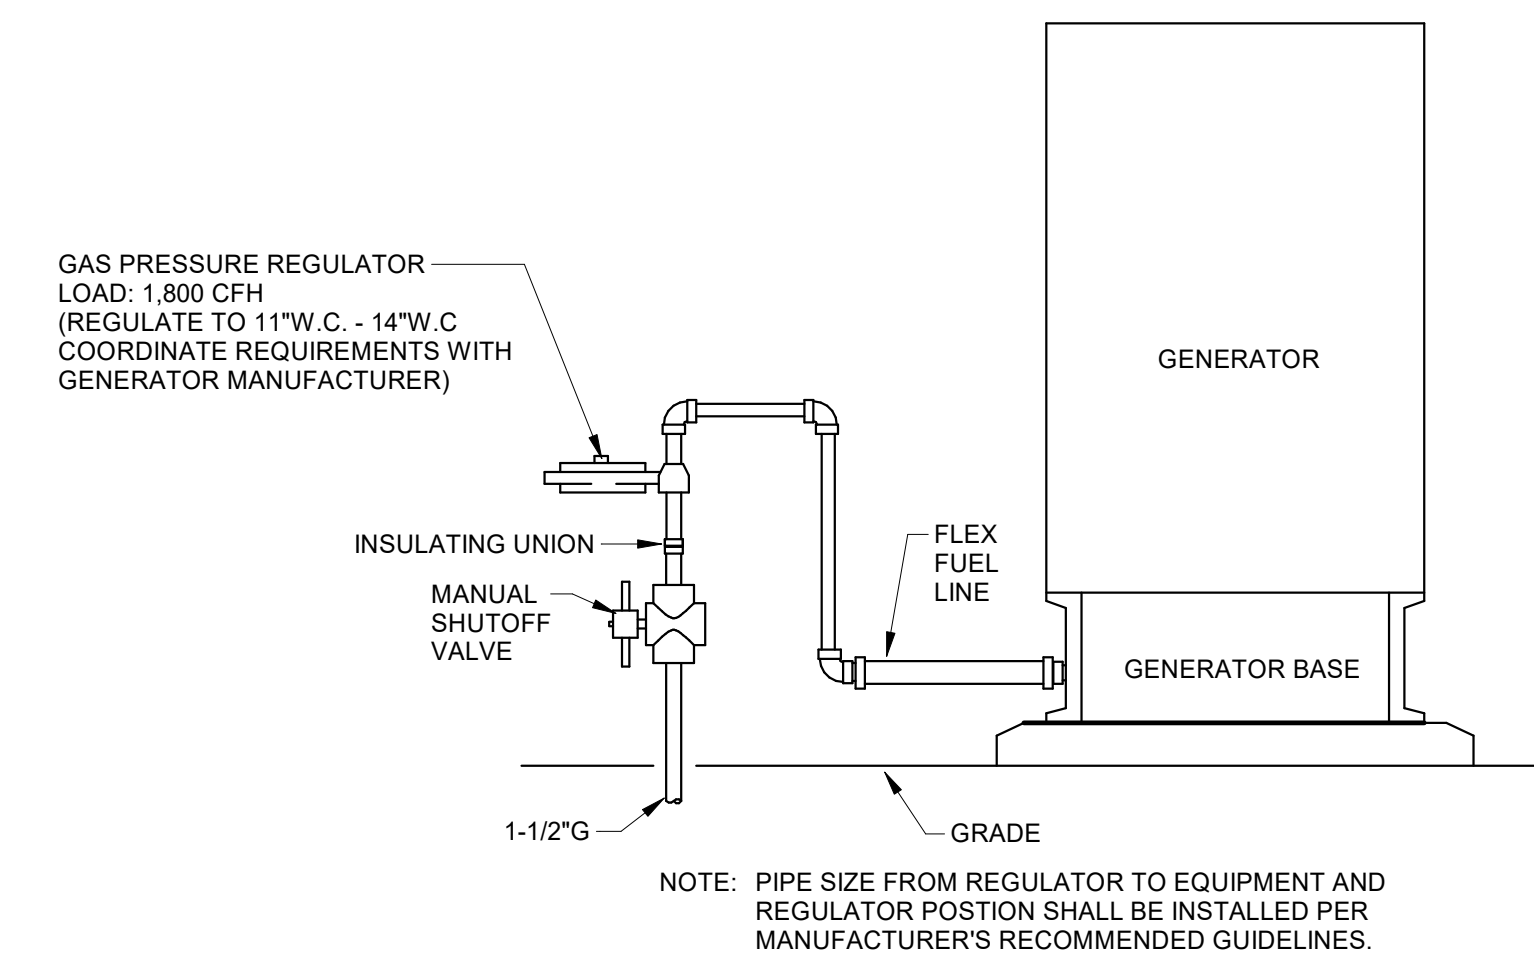 GAS PRESSURE REGULATOR
LOAD: 1,800 CFH
(REGULATE TO 11"W.C. - 14"W.C
COORDINATE REQUIREMENTS WITH
GENERATOR MANUFACTURER)
GENERATOR
INSULATING UNION
MANUAL
SHUTOFF
VALVE
FLEX
FUEL
LINE
GENERATOR BASE
1-1/2"G
GRADE
NOTE: PIPE SIZE FROM REGULATOR TO EQUIPMENT AND
REGULATOR POSTION SHALL BE INSTALLED PER
MANUFACTURER'S RECOMMENDED GUIDELINES.